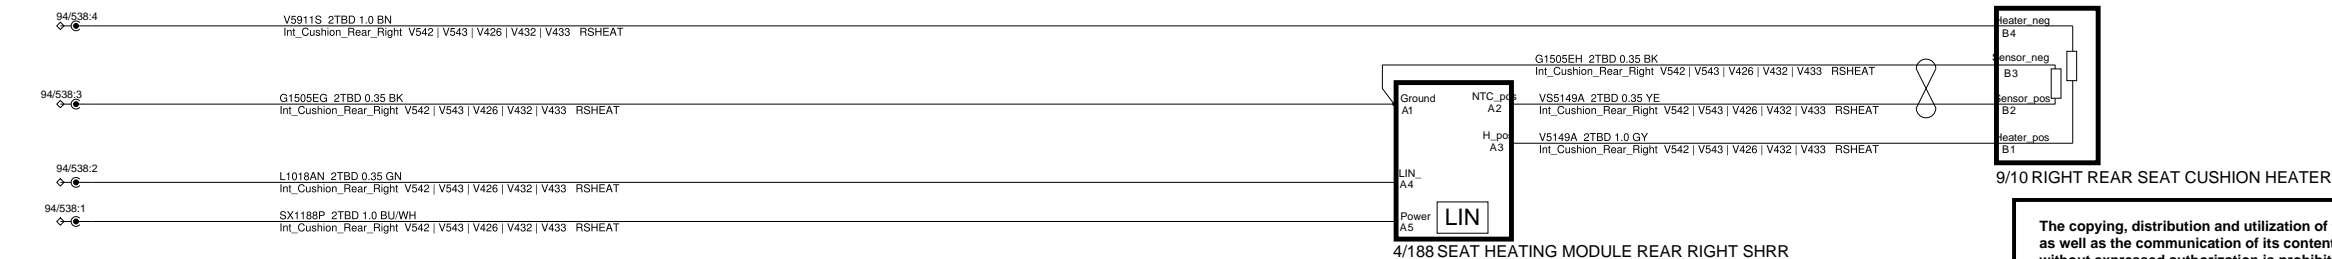 94/538:4
V5911S 2TBD 1.0 BN
Int_Cushion_Rear_Right V542 | V543 | V426 | V432 | V433 RSHEAT
Heater_neg
B4
G1505EH 2TBD 0.35 BK
Int_Cushion_Rear_Right V542 | V543 | V426 | V432 | V433 RSHEAT
Sensor_neg
B3
94/538:3
G1505EG 2TBD 0.35 BK
Int_Cushion_Rear_Right V542 | V543 | V426 | V432 | V433 RSHEAT
Ground
A1
NTC_pos
A2
VS5149A 2TBD 0.35 YE
Int_Cushion_Rear_Right V542 | V543 | V426 | V432 | V433 RSHEAT
Sensor_pos
B2
H_pos
A3
V5149A 2TBD 1.0 GY
Int_Cushion_Rear_Right V542 | V543 | V426 | V432 | V433 RSHEAT
Heater_pos
B1
9/10 RIGHT REAR SEAT CUSHION HEATER
94/538:2
L1018AN 2TBD 0.35 GN
Int_Cushion_Rear_Right V542 | V543 | V426 | V432 | V433 RSHEAT
LIN_
A4
94/538:1
SX1188P 2TBD 1.0 BU/WH
Int_Cushion_Rear_Right V542 | V543 | V426 | V432 | V433 RSHEAT
Power
A5
LIN
4/188 SEAT HEATING MODULE REAR RIGHT SHRR
The copying, distribution and utilization of
as well as the communication of its content
without expressed authorization is prohibit